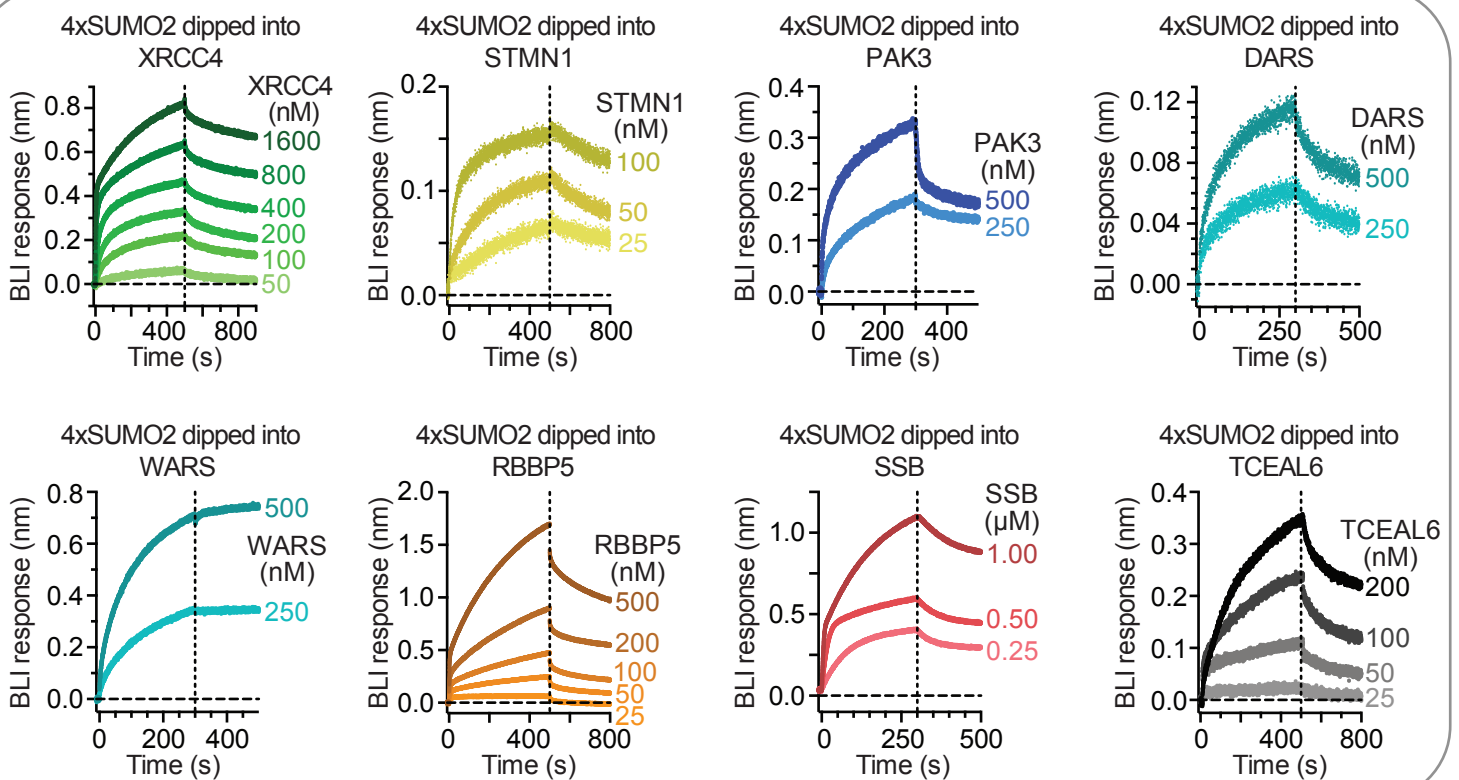 4xSUMO2 dipped into
XRCC4
BLI response (nm)
0.8
0.6
0.4
0.2
0.0
XRCC4
(nM)
1600
800
400
200
100
50
0
400
800
Time (s)
4xSUMO2 dipped into
STMN1
BLI response (nm)
0.2
0.1
0.0
STMN1
(nM)
100
50
25
0
400
800
Time (s)
4xSUMO2 dipped into
PAK3
BLI response (nm)
0.4
0.3
0.2
0.1
0.0
PAK3
(nM)
500
250
0
200
400
Time (s)
4xSUMO2 dipped into
DARS
BLI response (nm)
0.12
0.08
0.04
0.00
DARS
(nM)
500
250
0
250
500
Time (s)
4xSUMO2 dipped into
WARS
BLI response (nm)
0.8
0.6
0.4
0.2
0.0
500
WARS
(nM)
250
0
200
400
Time (s)
4xSUMO2 dipped into
RBBP5
BLI response (nm)
2.0
1.5
1.0
0.5
0.0
RBBP5
(nM)
500
200
100
50
25
0
400
800
Time (s)
4xSUMO2 dipped into
SSB
BLI response (nm)
1.0
0.5
0.0
SSB
(µM)
1.00
0.50
0.25
0
250
500
Time (s)
4xSUMO2 dipped into
TCEAL6
BLI response (nm)
0.4
0.3
0.2
0.1
0.0
TCEAL6
(nM)
200
100
50
25
0
400
800
Time (s)